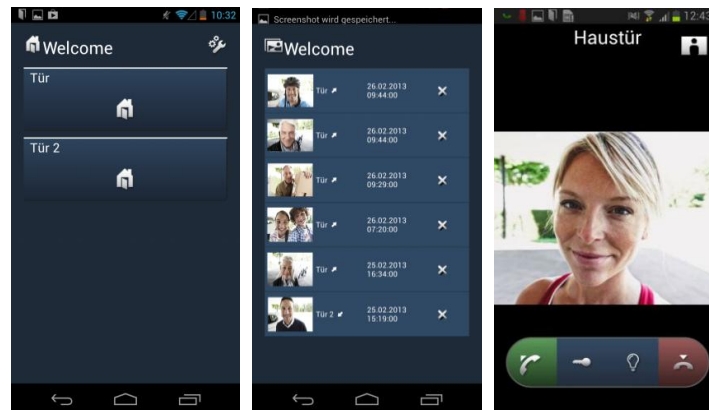 10:32
Welcome
Tür
Tür 2
Screenshot wird gespeichert...
Welcome
Tür
26.02.2013
09:44:00
Tür
26.02.2013
09:44:00
Tür
26.02.2013
09:29:00
Tür
26.02.2013
07:20:00
Tür
25.02.2013
16:34:00
Tür 2
25.02.2013
15:19:00
12:43
Haustür